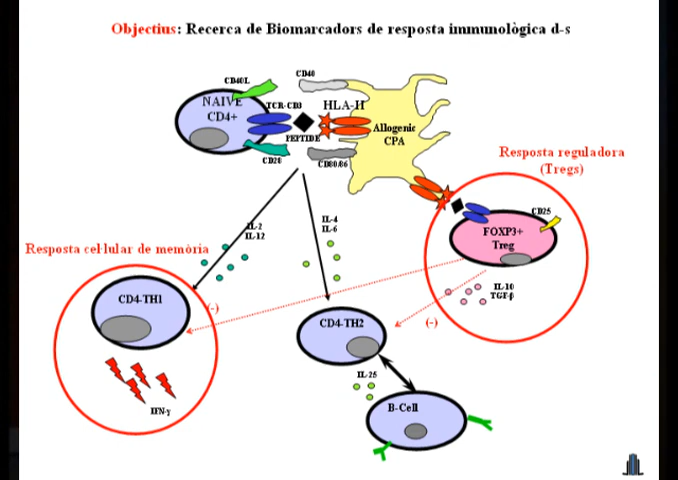 Objectius: Recerca de Biomarcadors de resposta immunològica d-s
CD40L
CD40
NAIVE
CD4+
TCR-CD3
HLA-II
PEPTIDE
Allogenic
CPA
CD28
CD80.86
Resposta reguladora
(Tregs)
CD25
FOXP3+
Treg
IL-2
IL-12
IL-4
IL-6
Resposta cel·lular de memòria
IL-10
TGF-β
CD4-TH1
(-)
CD4-TH2
(-)
IL-25
IFN-γ
B-Cell